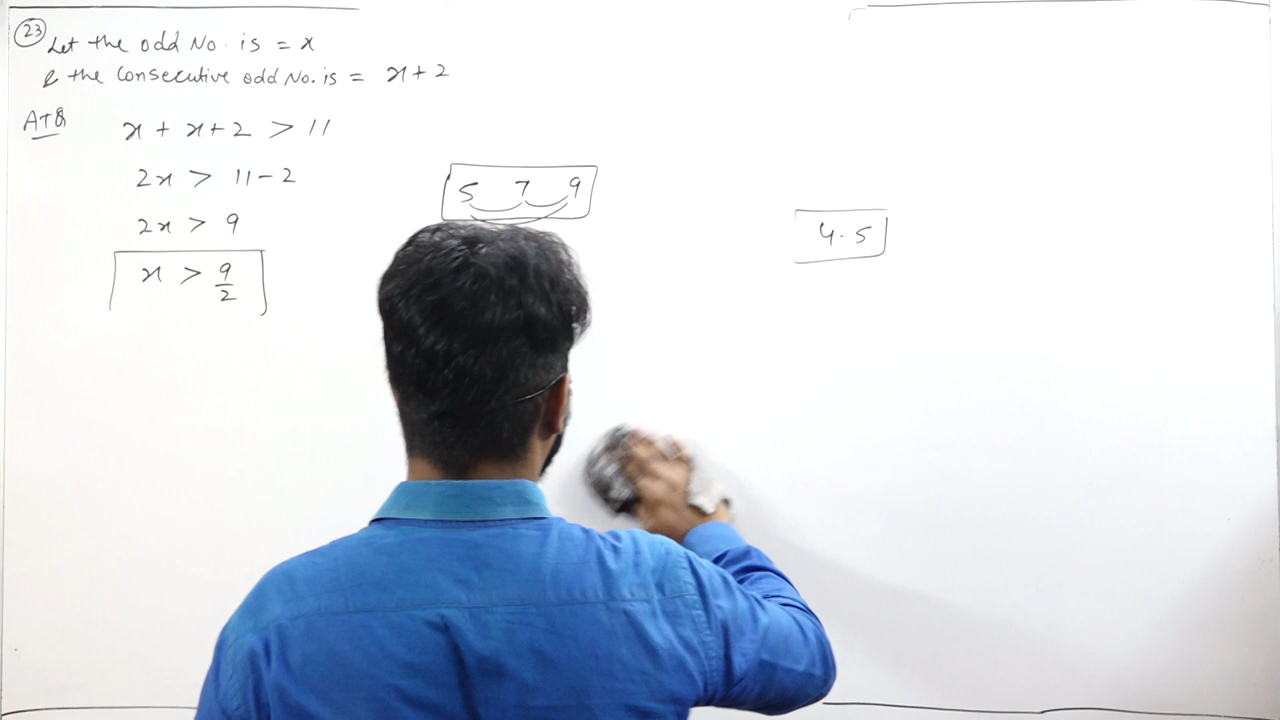 23
Let the odd No. is = x
& the Consecutive odd No. is = x + 2
ATQ
x + x + 2 > 11
2x > 11 - 2
2x > 9
x > 9/2
5 7 9
4.5